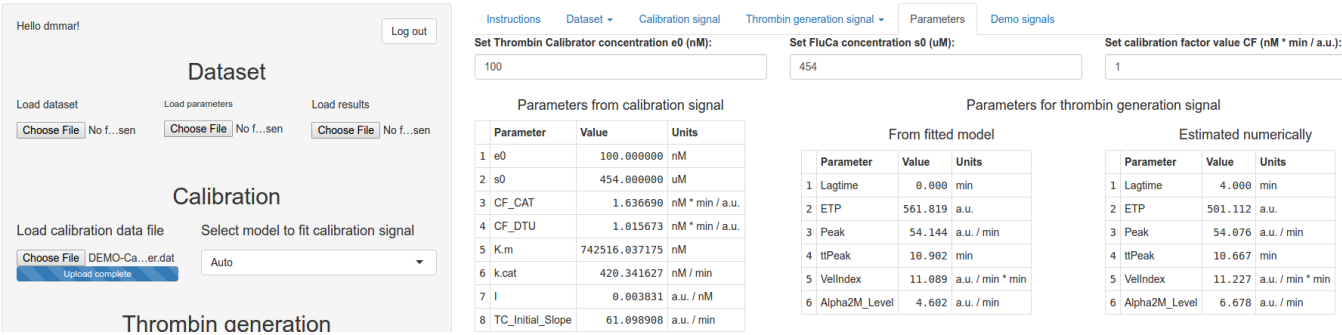 Hello dmmar!
Log out
Dataset
Load dataset
Load parameters
Load results
Choose File No f...sen
Choose File No f...sen
Choose File No f...sen
Calibration
Load calibration data file
Select model to fit calibration signal
Choose File DEMO-Ca...er.dat
Upload complete
Auto
Thrombin generation
Instructions Dataset Calibration signal Thrombin generation signal Parameters Demo signals
Set Thrombin Calibrator concentration e0 (nM):
100
Set FluCa concentration s0 (uM):
454
Set calibration factor value CF (nM * min / a.u.):
1
Parameters from calibration signal
Parameter Value Units
1 e0 100.000000 nM
2 s0 454.000000 uM
3 CF_CAT 1.636690 nM * min / a.u.
4 CF_DTU 1.015673 nM * min / a.u.
5 K.m 742516.037175 nM
6 k.cat 420.341627 nM / min
7 I 0.003831 a.u. / nM
8 TC_Initial_Slope 61.098908 a.u. / min
Parameters for thrombin generation signal
From fitted model
Parameter Value Units
1 Lagtime 0.000 min
2 ETP 561.819 a.u.
3 Peak 54.144 a.u. / min
4 ttPeak 10.902 min
5 VelIndex 11.089 a.u. / min * min
6 Alpha2M_Level 4.602 a.u. / min
Estimated numerically
Parameter Value Units
1 Lagtime 4.000 min
2 ETP 501.112 a.u.
3 Peak 54.076 a.u. / min
4 ttPeak 10.667 min
5 VelIndex 11.227 a.u. / min * min
6 Alpha2M_Level 6.678 a.u. / min